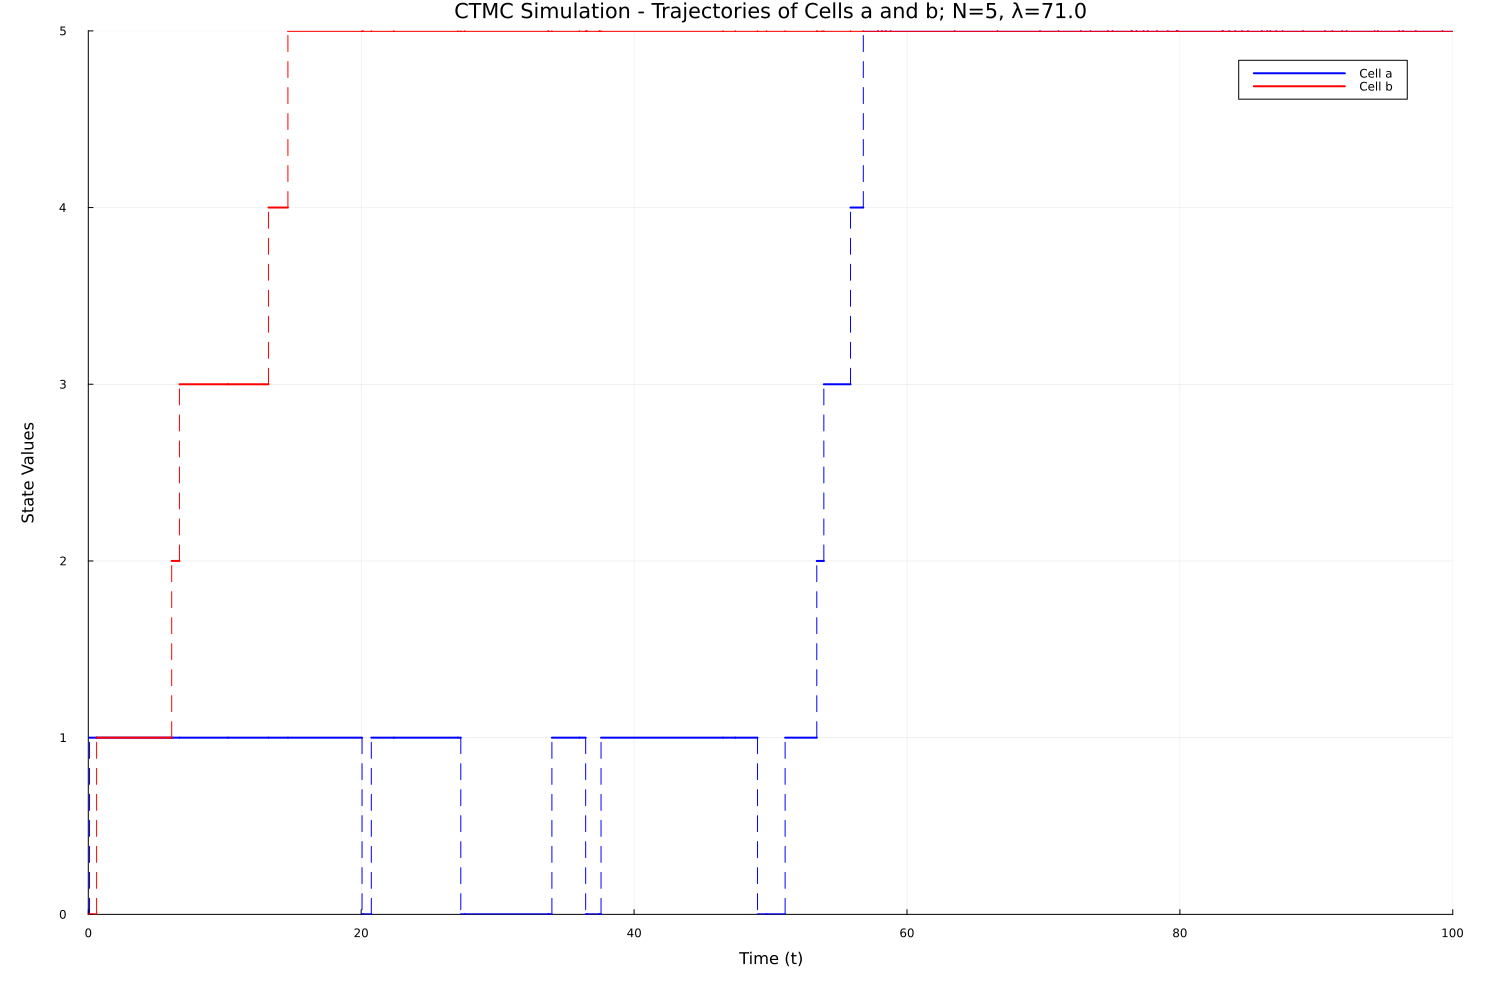 CTMC Simulation - Trajectories of Cells a and b; N=5, λ=71.0
5
Cell a
Cell b
4
3
State Values
2
1
0
0 20 40 60 80 100
Time (t)